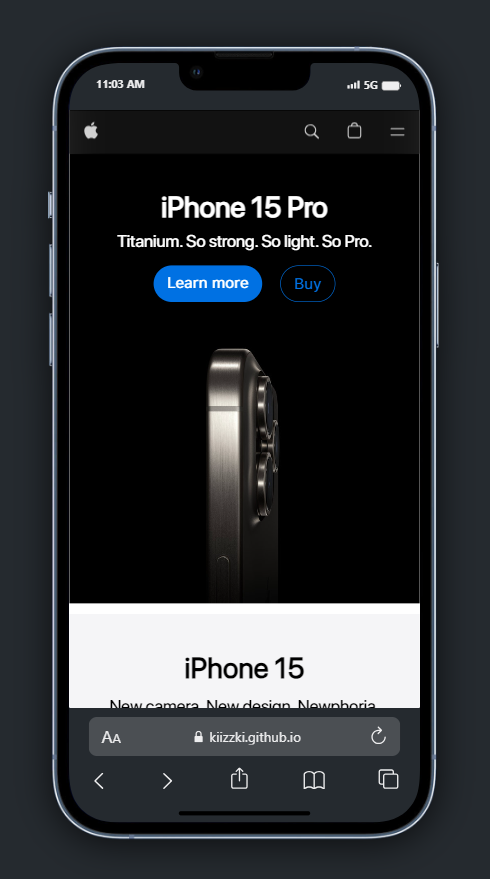 11:03 AM
5G
iPhone 15 Pro
Titanium. So strong. So light. So Pro.
Learn more
Buy
iPhone 15
New camera. New design. Newphoria.
AA
kiizzki.github.io